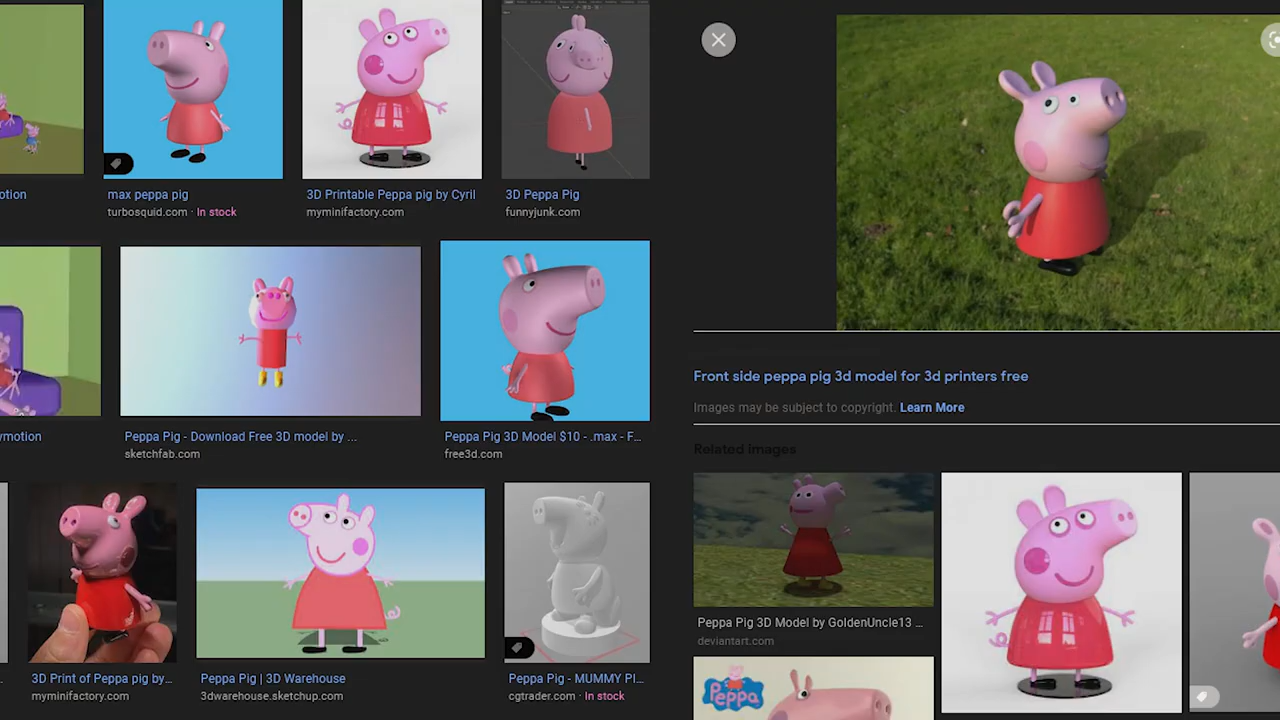 otion
max peppa pig
turbosquid.com · In stock
3D Printable Peppa pig by Cyril
myminifactory.com
3D Peppa Pig
funnyjunk.com
ymotion
Peppa Pig - Download Free 3D model by ...
sketchfab.com
Peppa Pig 3D Model $10 - .max - F...
free3d.com
3D Print of Peppa pig by...
myminifactory.com
Peppa Pig | 3D Warehouse
3dwarehouse.sketchup.com
Peppa Pig - MUMMY PI...
cgtrader.com · In stock
Front side peppa pig 3d model for 3d printers free
Images may be subject to copyright. Learn More
Related images
Peppa Pig 3D Model by GoldenUncle13 ...
deviantart.com
Peppa